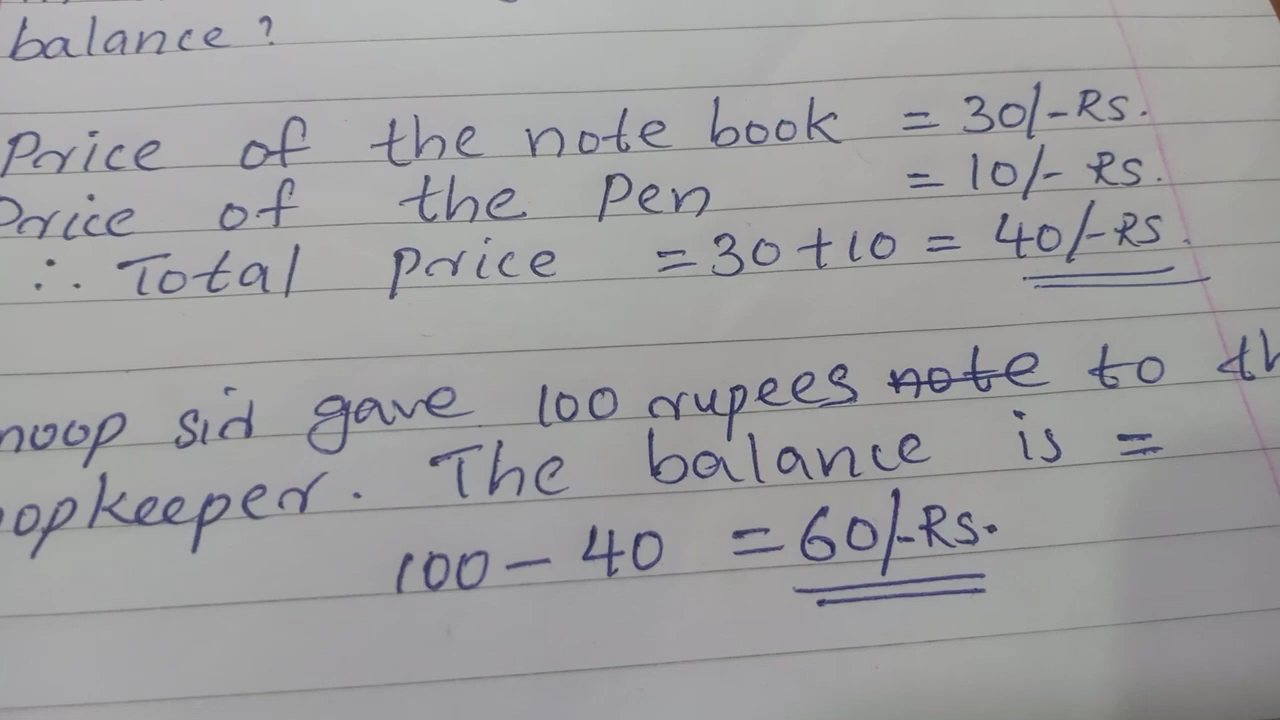 balance?
Price of the note book = 30/-RS.
Price of the Pen = 10/- RS.
∴ Total price = 30+10 = 40/-RS.
noop sir gave 100 rupees note to th
opkeeper. The balance is =
100 - 40 = 60/-RS.